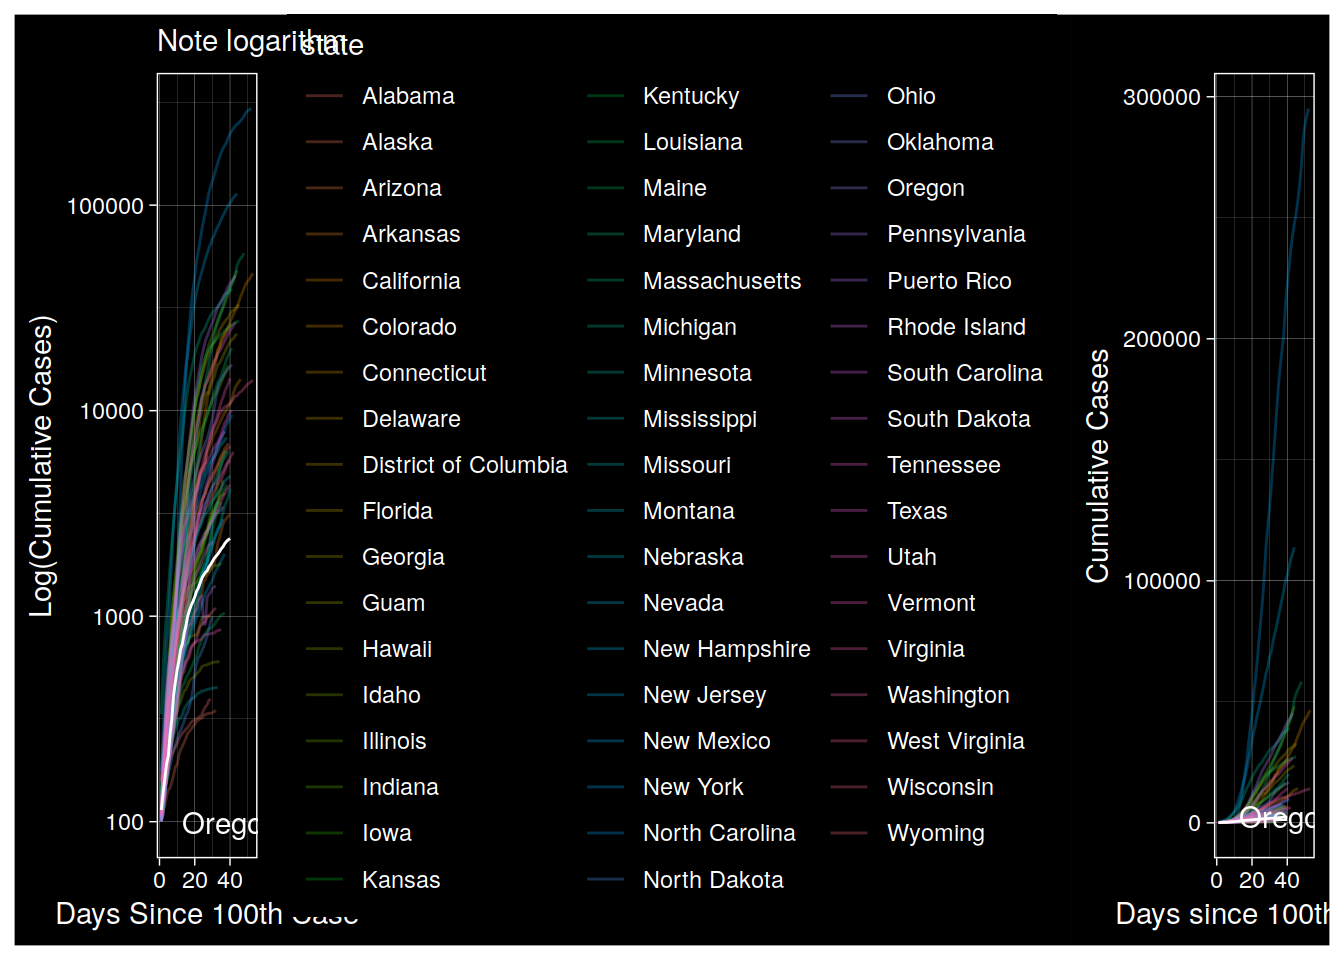 Note logarithm
state
Log(Cumulative Cases)
100000
10000
1000
100
Orego
0 20 40
Days Since 100th Case
Alabama
Alaska
Arizona
Arkansas
California
Colorado
Connecticut
Delaware
District of Columbia
Florida
Georgia
Guam
Hawaii
Idaho
Illinois
Indiana
Iowa
Kansas
Kentucky
Louisiana
Maine
Maryland
Massachusetts
Michigan
Minnesota
Mississippi
Missouri
Montana
Nebraska
Nevada
New Hampshire
New Jersey
New Mexico
New York
North Carolina
North Dakota
Ohio
Oklahoma
Oregon
Pennsylvania
Puerto Rico
Rhode Island
South Carolina
South Dakota
Tennessee
Texas
Utah
Vermont
Virginia
Washington
West Virginia
Wisconsin
Wyoming
Cumulative Cases
300000
200000
100000
0
Orego
0 20 40
Days since 100th